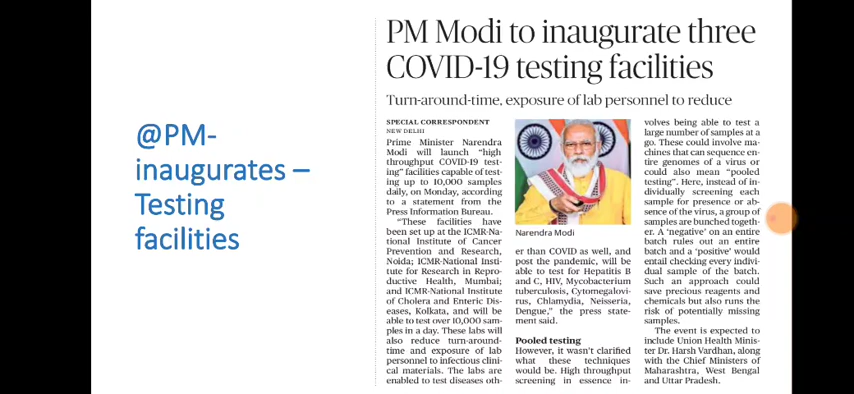 @PM-
inaugurates –
Testing
facilities
PM Modi to inaugurate three
COVID-19 testing facilities
Turn-around-time, exposure of lab personnel to reduce
SPECIAL CORRESPONDENT
NEW DELHI
Prime Minister Narendra
Modi will launch “high
throughput COVID-19 test-
ing” facilities capable of test-
ing up to 10,000 samples
daily, on Monday, according
to a statement from the
Press Information Bureau.
“These facilities have
been set up at the ICMR-Na-
tional Institute of Cancer
Prevention and Research,
Noida; ICMR-National Insti-
tute for Research in Repro-
ductive Health, Mumbai;
and ICMR-National Institute
of Cholera and Enteric Dis-
eases, Kolkata, and will be
able to test over 10,000 sam-
ples in a day. These labs will
also reduce turn-around-
time and exposure of lab
personnel to infectious clini-
cal materials. The labs are
enabled to test diseases oth-
Narendra Modi
er than COVID as well, and
post the pandemic, will be
able to test for Hepatitis B
and C, HIV, Mycobacterium
tuberculosis, Cytomegalovi-
rus, Chlamydia, Neisseria,
Dengue,” the press state-
ment said.
Pooled testing
However, it wasn’t clarified
what these techniques
would be. High throughput
screening in essence in-
volves being able to test a
large number of samples at a
go. These could involve ma-
chines that can sequence en-
tire genomes of a virus or
could also mean “pooled
testing”. Here, instead of in-
dividually screening each
sample for presence or ab-
sence of the virus, a group of
samples are bunched togeth-
er. A ‘negative’ on an entire
batch rules out an entire
batch and a ‘positive’ would
entail checking every indivi-
dual sample of the batch.
Such an approach could
save precious reagents and
chemicals but also runs the
risk of potentially missing
samples.
The event is expected to
include Union Health Minis-
ter Dr. Harsh Vardhan, along
with the Chief Ministers of
Maharashtra, West Bengal
and Uttar Pradesh.